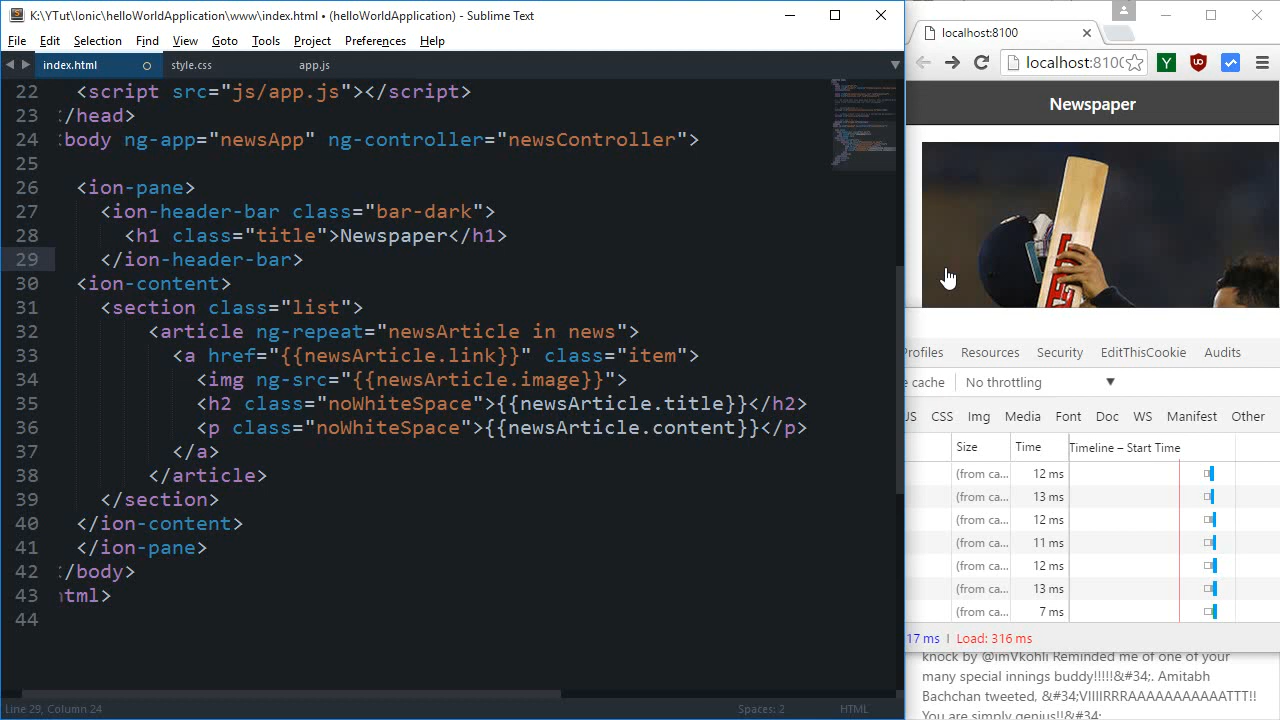 K:\YTut\Ionic\helloWorldApplication\www\index.html • (helloWorldApplication) - Sublime Text
File Edit Selection Find View Goto Tools Project Preferences Help
index.html style.css app.js
22 <script src="js/app.js"></script>
23 </head>
24 <body ng-app="newsApp" ng-controller="newsController">
25
26 <ion-pane>
27 <ion-header-bar class="bar-dark">
28 <h1 class="title">Newspaper</h1>
29 </ion-header-bar>
30 <ion-content>
31 <section class="list">
32 <article ng-repeat="newsArticle in news">
33 <a href="{{newsArticle.link}}" class="item">
34 <img ng-src="{{newsArticle.image}}">
35 <h2 class="noWhiteSpace">{{newsArticle.title}}</h2>
36 <p class="noWhiteSpace">{{newsArticle.content}}</p>
37 </a>
38 </article>
39 </section>
40 </ion-content>
41 </ion-pane>
42 </body>
43 html>
44
Line 29, Column 24
Spaces: 2 HTML
localhost:8100
localhost:8100
Newspaper
Profiles Resources Security EditThisCookie Audits
e cache No throttling
JS CSS Img Media Font Doc WS Manifest Other
Size Time Timeline – Start Time
(from ca... 12 ms
(from ca... 13 ms
(from ca... 12 ms
(from ca... 11 ms
(from ca... 12 ms
(from ca... 13 ms
(from ca... 7 ms
17 ms | Load: 316 ms
knock by @imVkohli Reminded me of one of your
many special innings buddy!!!!!&#34;. Amitabh
Bachchan tweeted, &#34;VIIIIRRRAAAAAAAAAAATTT!!
You are simply genius!!&#34;